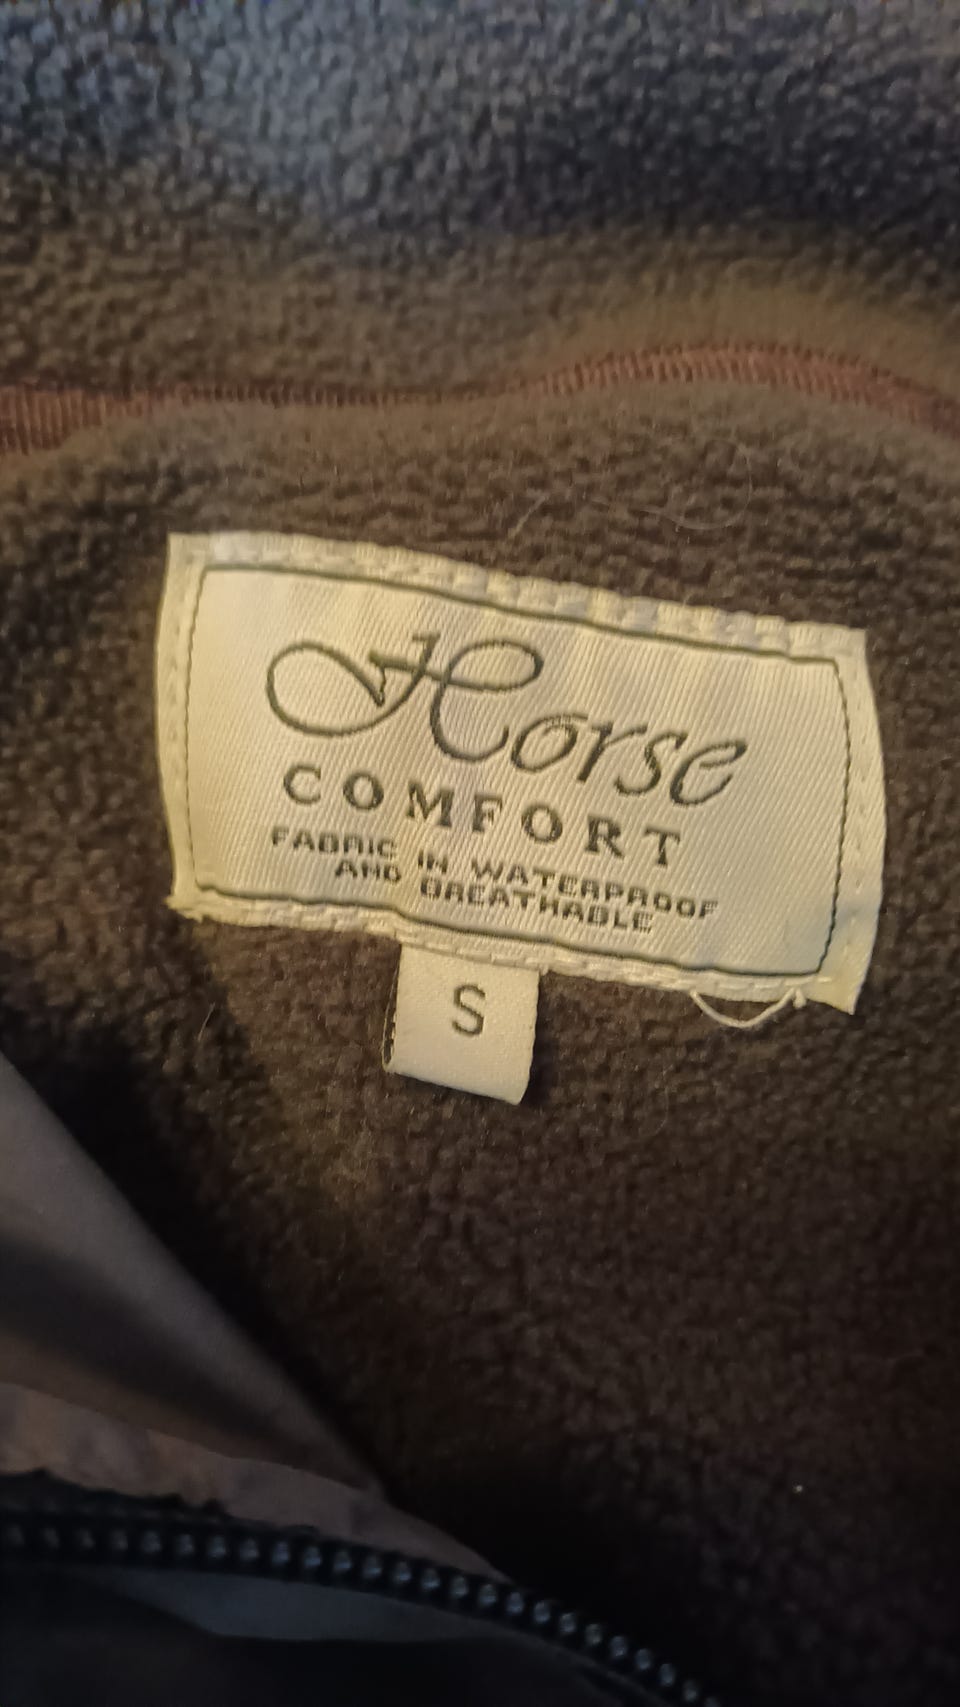 Horse
COMFORT
FABRIC IN WATERPROOF
AND BREATHABLE
S